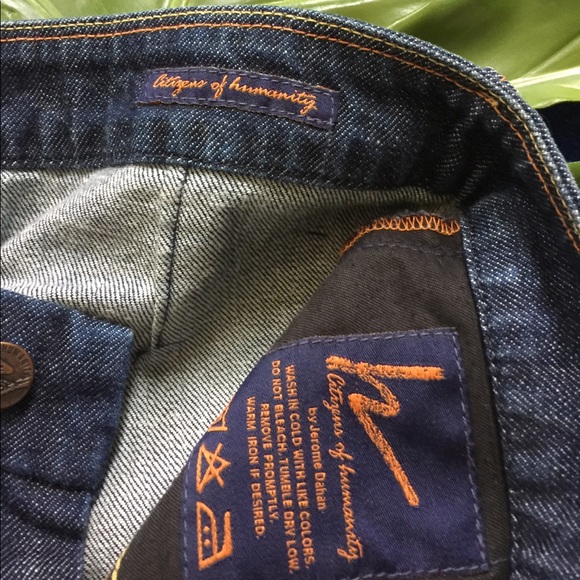 Citizens of humanity
h
Citizens of humanity
by Jerome Dahan
WASH IN COLD WITH LIKE COLORS.
DO NOT BLEACH. TUMBLE DRY LOW.
REMOVE PROMPTLY.
WARM IRON IF DESIRED.